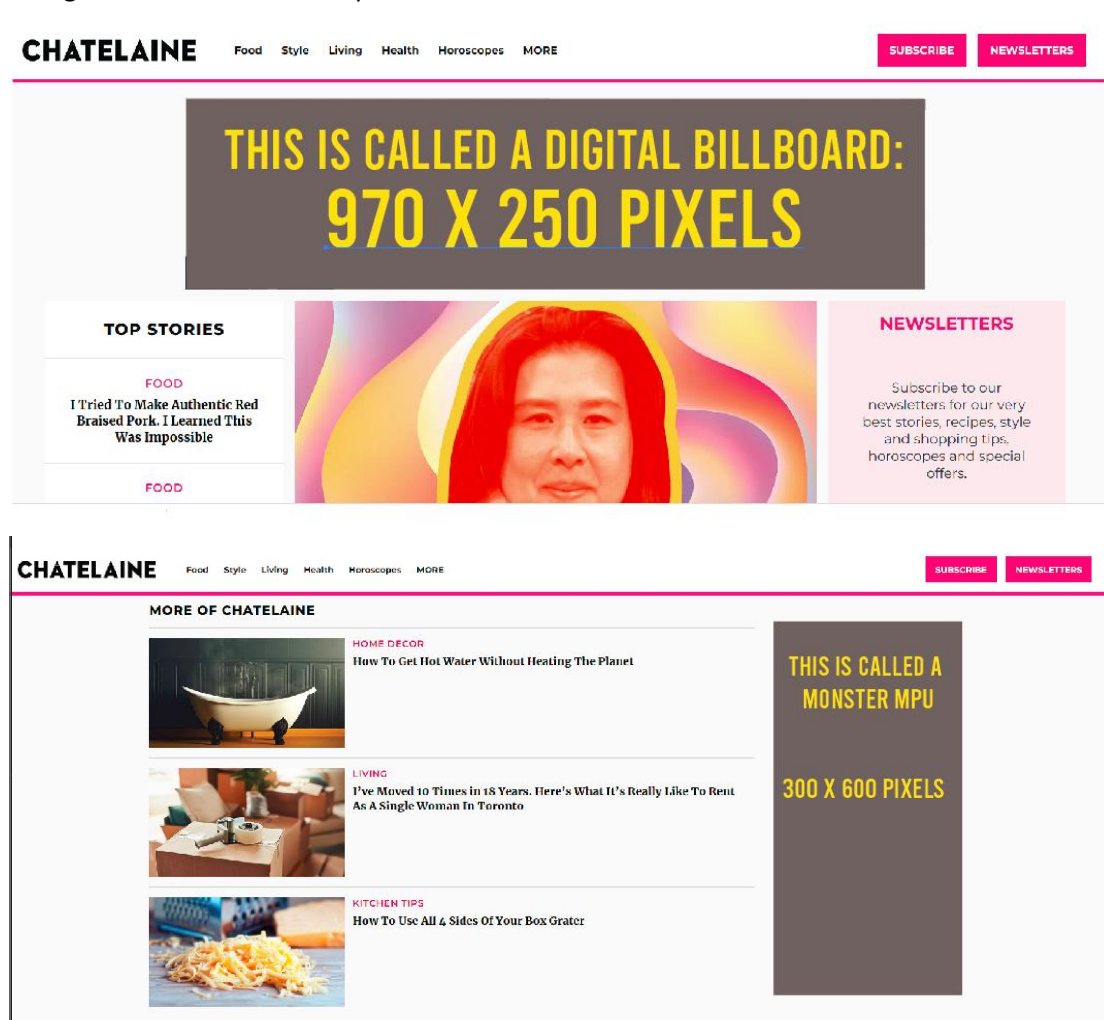 CHATELAINE Food Style Living Health Horoscopes MORE SUBSCRIBE NEWSLETTERS
THIS IS CALLED A DIGITAL BILLBOARD:
970 X 250 PIXELS
TOP STORIES
FOOD
I Tried To Make Authentic Red
Braised Pork. I Learned This
Was Impossible
FOOD
NEWSLETTERS
Subscribe to our
newsletters for our very
best stories, recipes, style
and shopping tips,
horoscopes and special
offers.
CHATELAINE Food Style Living Health Horoscopes MORE SUBSCRIBE NEWSLETTERS
MORE OF CHATELAINE
HOME DECOR
How To Get Hot Water Without Heating The Planet
LIVING
I've Moved 10 Times in 18 Years. Here's What It's Really Like To Rent
As A Single Woman In Toronto
KITCHEN TIPS
How To Use All 4 Sides Of Your Box Grater
THIS IS CALLED A
MONSTER MPU
300 X 600 PIXELS